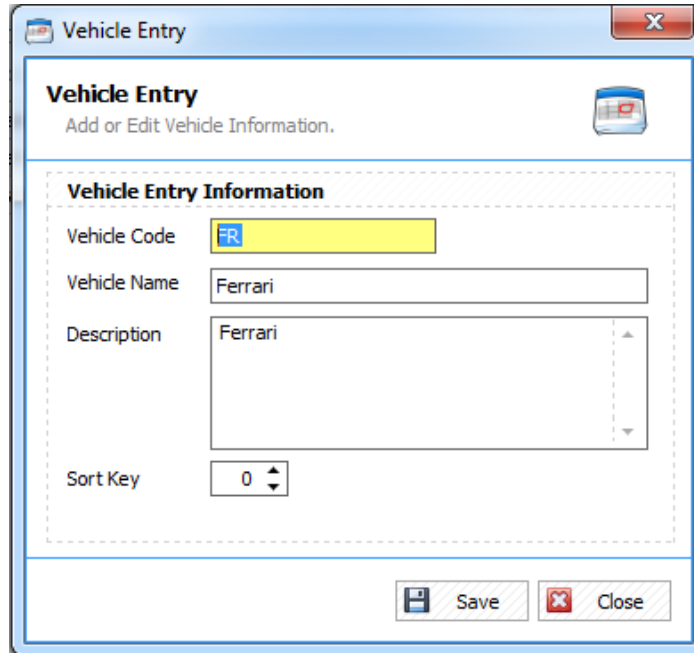 Vehicle Entry
Vehicle Entry
Add or Edit Vehicle Information.
Vehicle Entry Information
Vehicle Code FR
Vehicle Name Ferrari
Description Ferrari
Sort Key 0
Save Close